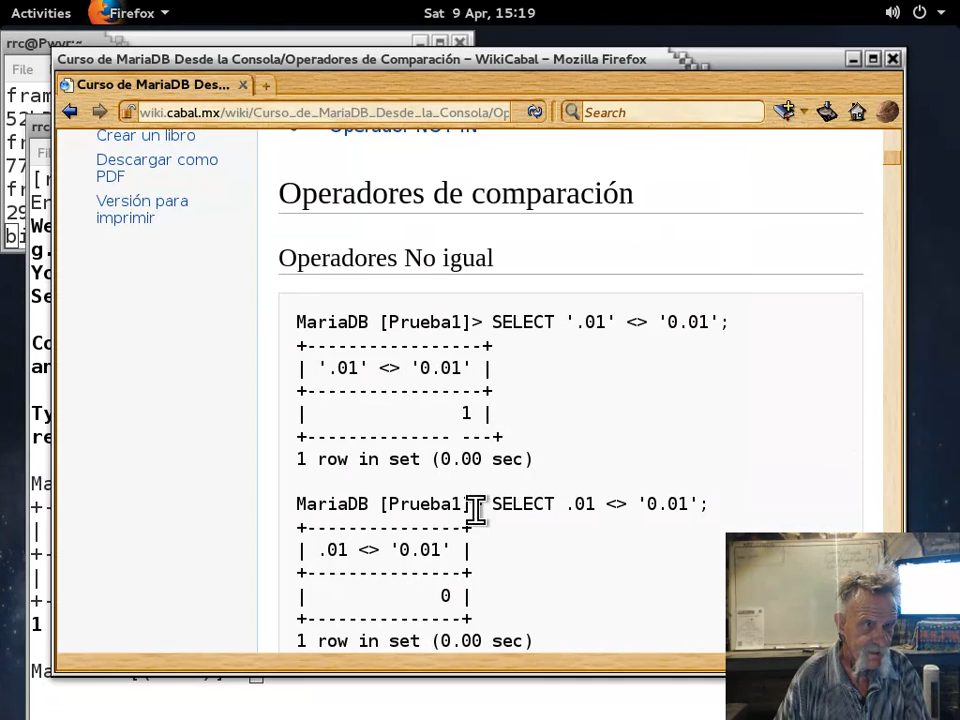 Activities Firefox Sat 9 Apr, 15:19
rrc@Pwyr:~
Curso de MariaDB Desde la Consola/Operadores de Comparación – WikiCabal – Mozilla Firefox
File
Curso de MariaDB Des...
wiki.cabal.mx/wiki/Curso_de_MariaDB_Desde_la_Consola/Op
Search
Crear un libro
Descargar como
PDF
Versión para
imprimir
Operadores de comparación
Operadores No igual
MariaDB [Prueba1]> SELECT '.01' <> '0.01';
+-----------------+
| '.01' <> '0.01' |
+-----------------+
| 1 |
+-------------- ---+
1 row in set (0.00 sec)
MariaDB [Prueba1]> SELECT .01 <> '0.01';
+---------------+
| .01 <> '0.01' |
+---------------+
| 0 |
+---------------+
1 row in set (0.00 sec)